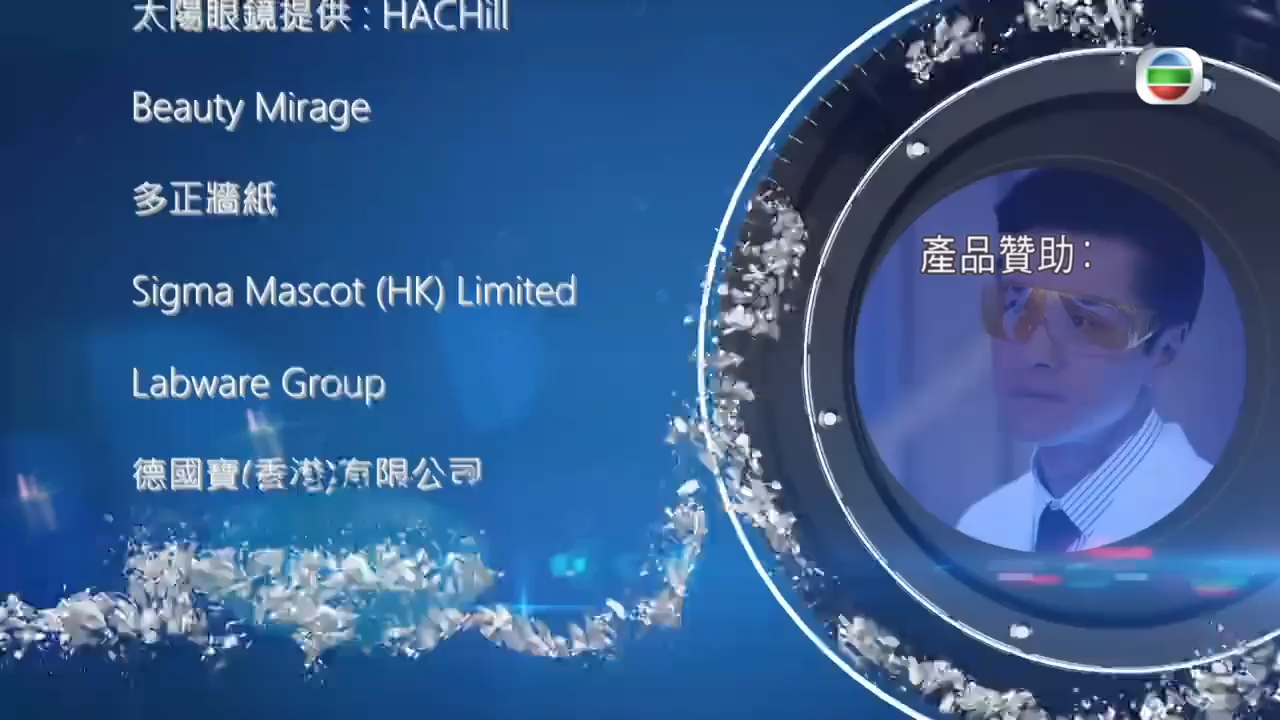 太陽眼鏡提供 : HAChill
Beauty Mirage
多正牆紙
Sigma Mascot (HK) Limited
Labware Group
德國寶(香港)有限公司
產品贊助：